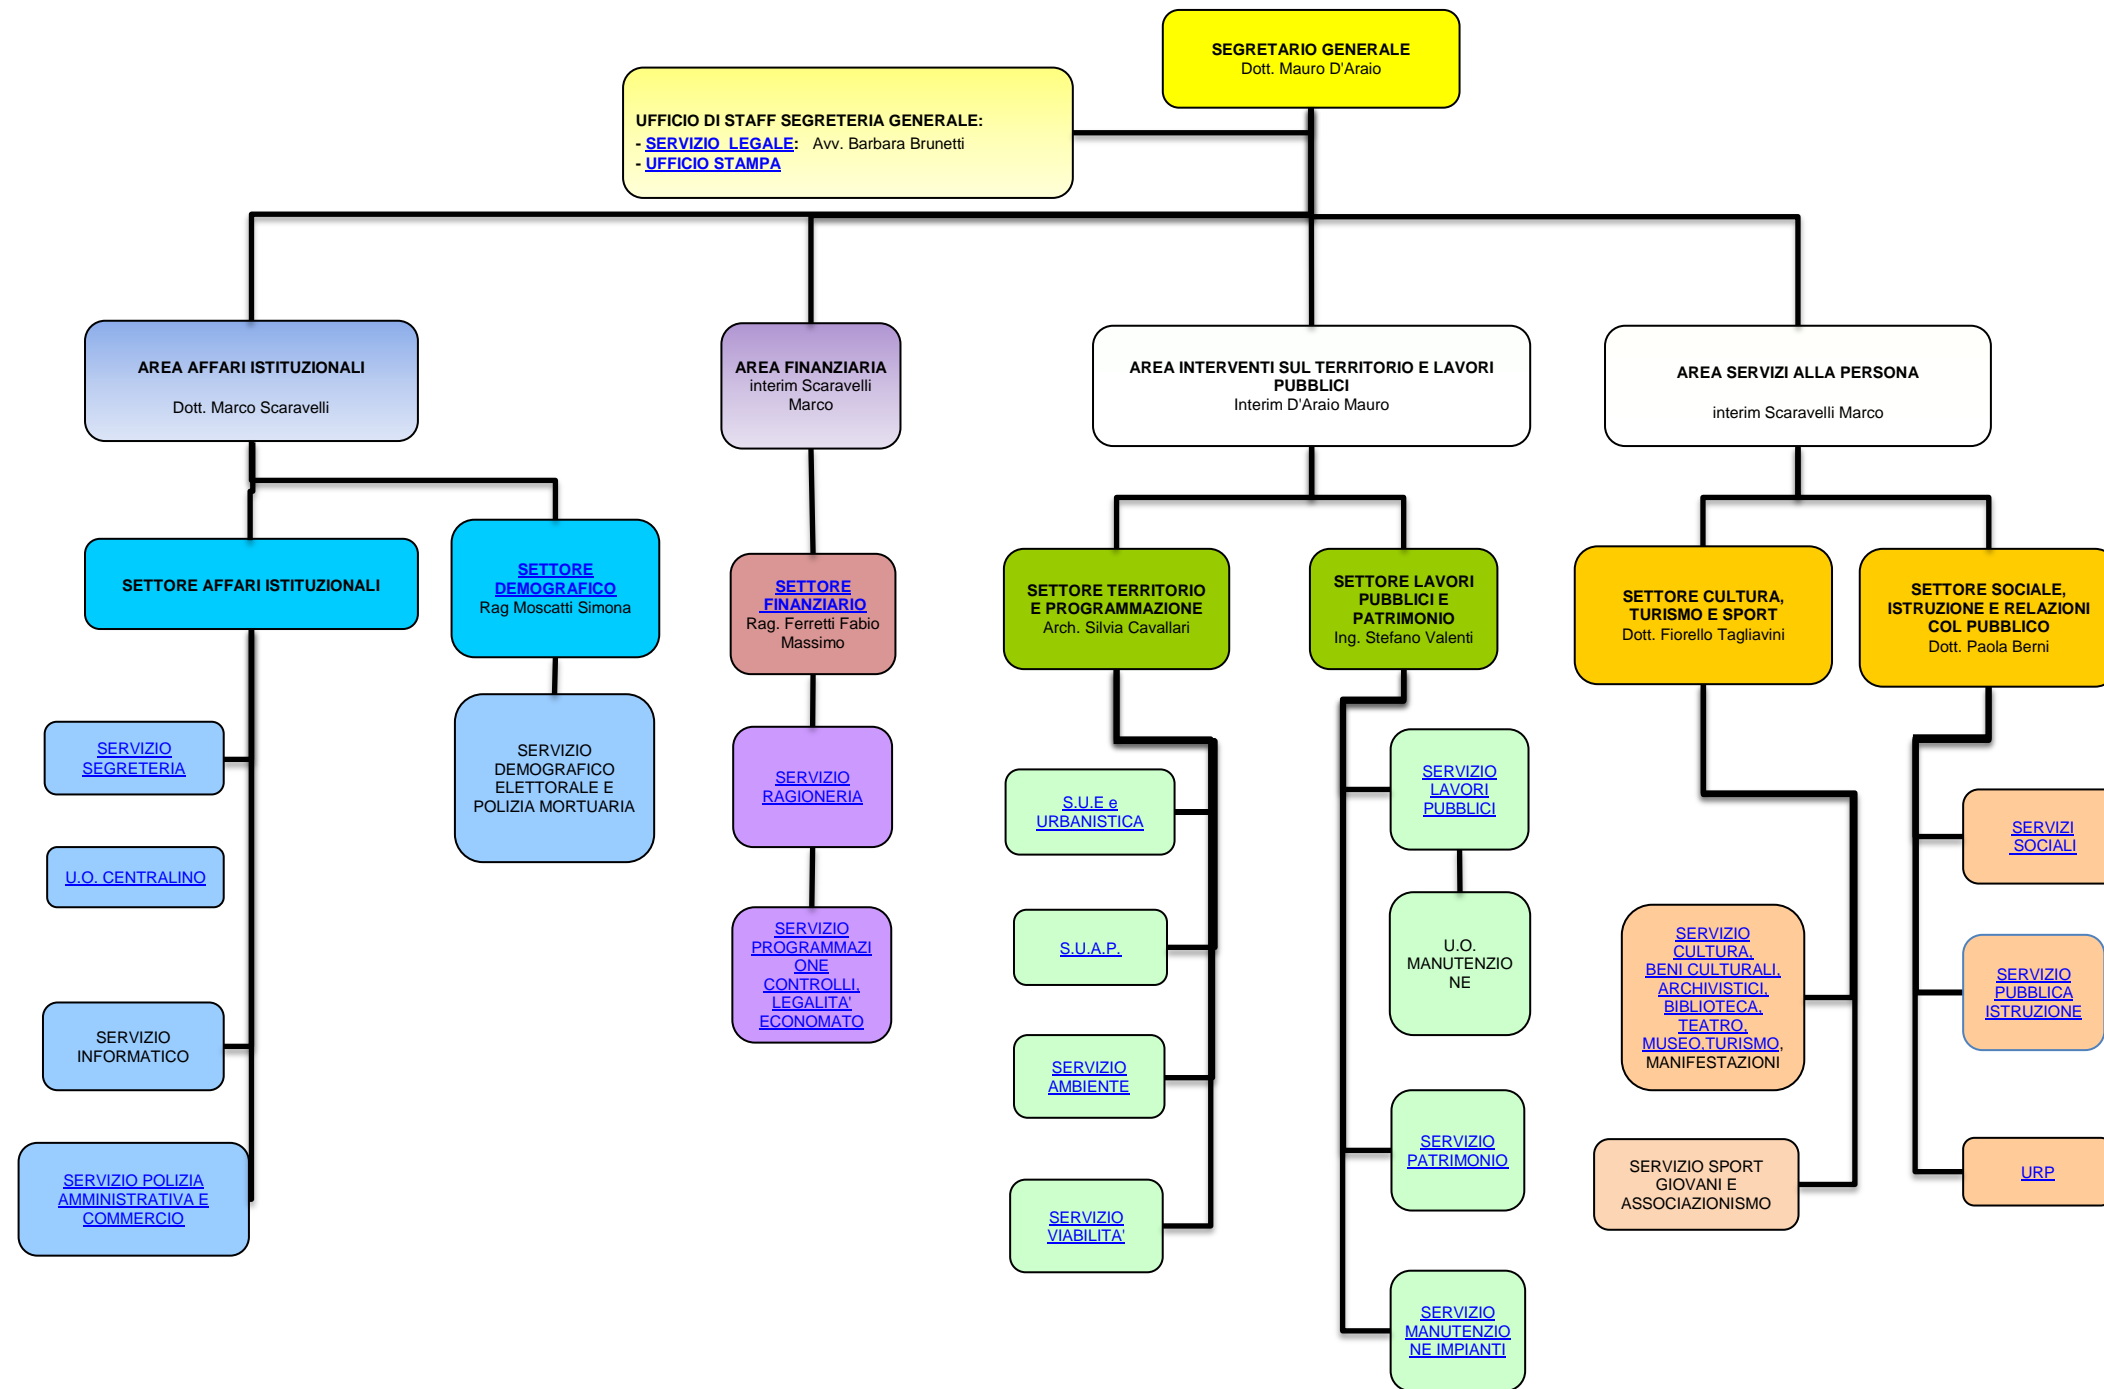 SEGRETARIO GENERALE
Dott. Mauro D'Araio
UFFICIO DI STAFF SEGRETERIA GENERALE:
- SERVIZIO LEGALE: Avv. Barbara Brunetti
- UFFICIO STAMPA
AREA AFFARI ISTITUZIONALI
Dott. Marco Scaravelli
AREA FINANZIARIA
interim Scaravelli
Marco
AREA INTERVENTI SUL TERRITORIO E LAVORI
PUBBLICI
Interim D'Araio Mauro
AREA SERVIZI ALLA PERSONA
interim Scaravelli Marco
SETTORE AFFARI ISTITUZIONALI
SETTORE
DEMOGRAFICO
Rag Moscatti Simona
SETTORE
FINANZIARIO
Rag. Ferretti Fabio
Massimo
SETTORE TERRITORIO
E PROGRAMMAZIONE
Arch. Silvia Cavallari
SETTORE LAVORI
PUBBLICI E
PATRIMONIO
Ing. Stefano Valenti
SETTORE CULTURA,
TURISMO E SPORT
Dott. Fiorello Tagliavini
SETTORE SOCIALE,
ISTRUZIONE E RELAZIONI
COL PUBBLICO
Dott. Paola Berni
SERVIZIO
SEGRETERIA
U.O. CENTRALINO
SERVIZIO
INFORMATICO
SERVIZIO POLIZIA
AMMINISTRATIVA E
COMMERCIO
SERVIZIO
DEMOGRAFICO
ELETTORALE E
POLIZIA MORTUARIA
SERVIZIO
RAGIONERIA
SERVIZIO
PROGRAMMAZI
ONE
CONTROLLI,
LEGALITA'
ECONOMATO
S.U.E e
URBANISTICA
S.U.A.P.
SERVIZIO
AMBIENTE
SERVIZIO
VIABILITA'
SERVIZIO
LAVORI
PUBBLICI
U.O.
MANUTENZIO
NE
SERVIZIO
PATRIMONIO
SERVIZIO
MANUTENZIO
NE IMPIANTI
SERVIZIO
CULTURA,
BENI CULTURALI,
ARCHIVISTICI,
BIBLIOTECA,
TEATRO,
MUSEO,TURISMO,
MANIFESTAZIONI
SERVIZIO SPORT
GIOVANI E
ASSOCIAZIONISMO
SERVIZI
SOCIALI
SERVIZIO
PUBBLICA
ISTRUZIONE
URP